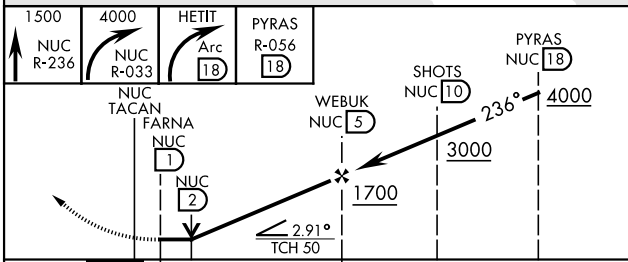 1500
NUC
R-236
4000
NUC
R-033
HETIT
Arc
18
PYRAS
R-056
18
NUC
TACAN
FARNA
NUC
1
NUC
2
WEBUK
NUC 5
SHOTS
NUC 10
PYRAS
NUC 18
236°
4000
3000
1700
2.91°
TCH 50